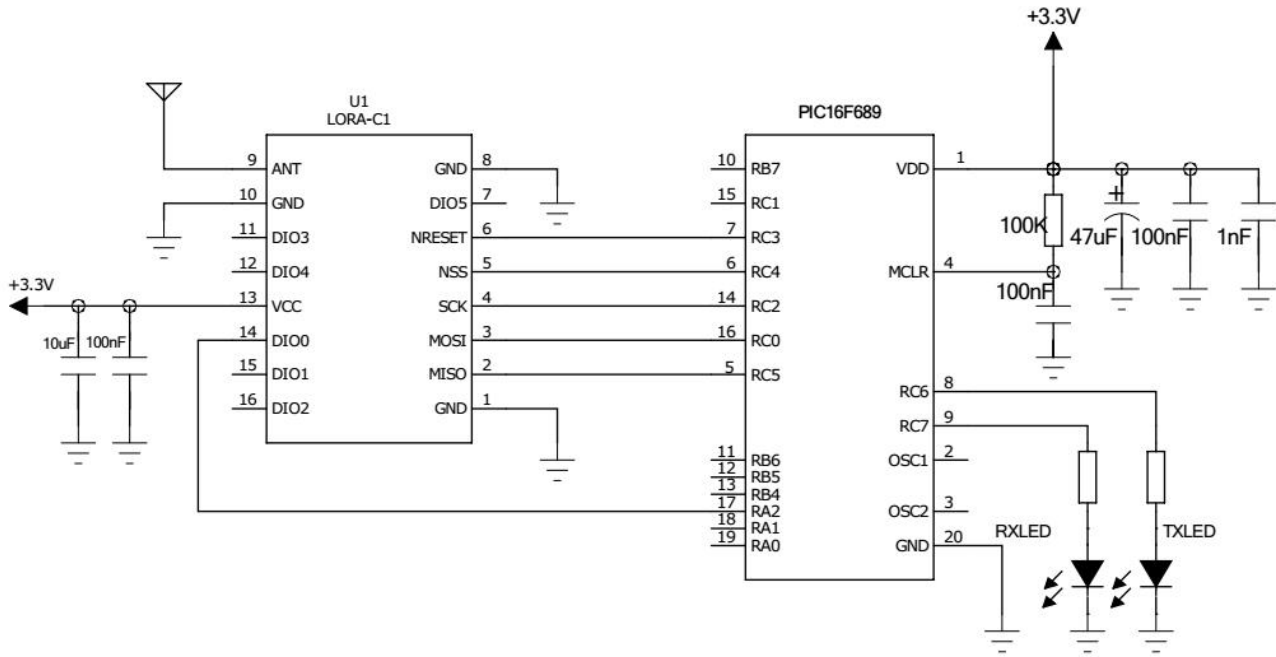 +3.3V
U1
LORA-C1
PIC16F689
9 ANT GND 8
10 RB7 VDD 1
10 GND DIO5 7
15 RC1
11 DIO3 NRESET 6
7 RC3
100K 47uF 100nF 1nF
12 DIO4 NSS 5
6 RC4 MCLR 4
100nF
+3.3V
13 VCC SCK 4
14 RC2
10uF 100nF
14 DIO0 MOSI 3
16 RC0
15 DIO1 MISO 2
5 RC5
RC6 8
16 DIO2 GND 1
RC7 9
11 RB6 OSC1 2
12 RB5
13 RB4
17 RA2 OSC2 3
18 RA1
19 RA0 GND 20
RXLED TXLED
+